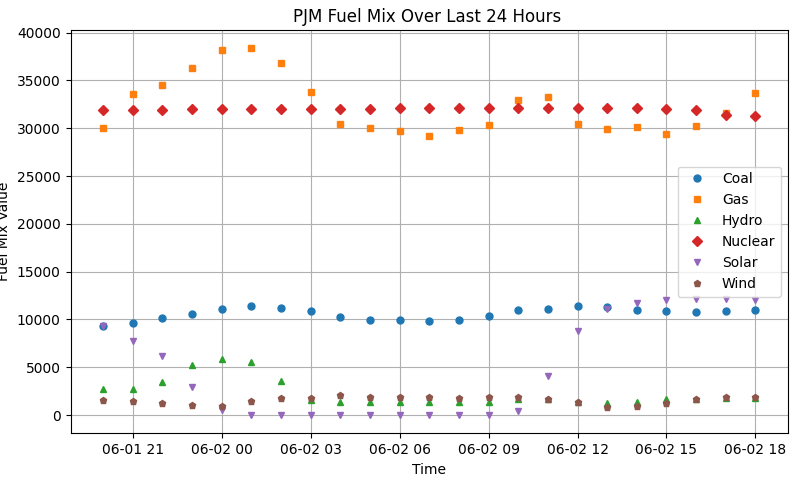 PJM Fuel Mix Over Last 24 Hours
40000
35000
30000
25000
20000
15000
10000
5000
0
Fuel Mix Value
Coal
Gas
Hydro
Nuclear
Solar
Wind
06-01 21 06-02 00 06-02 03 06-02 06 06-02 09 06-02 12 06-02 15 06-02 18
Time